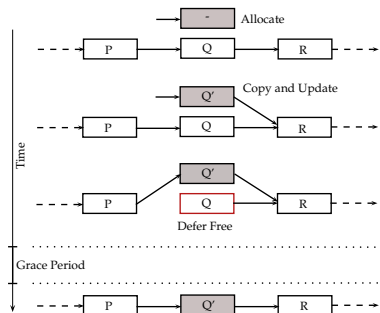 - Allocate
P Q R
Q′ Copy and Update
P Q R
Q′
P Q R
Defer Free
Time
Grace Period
P Q′ R